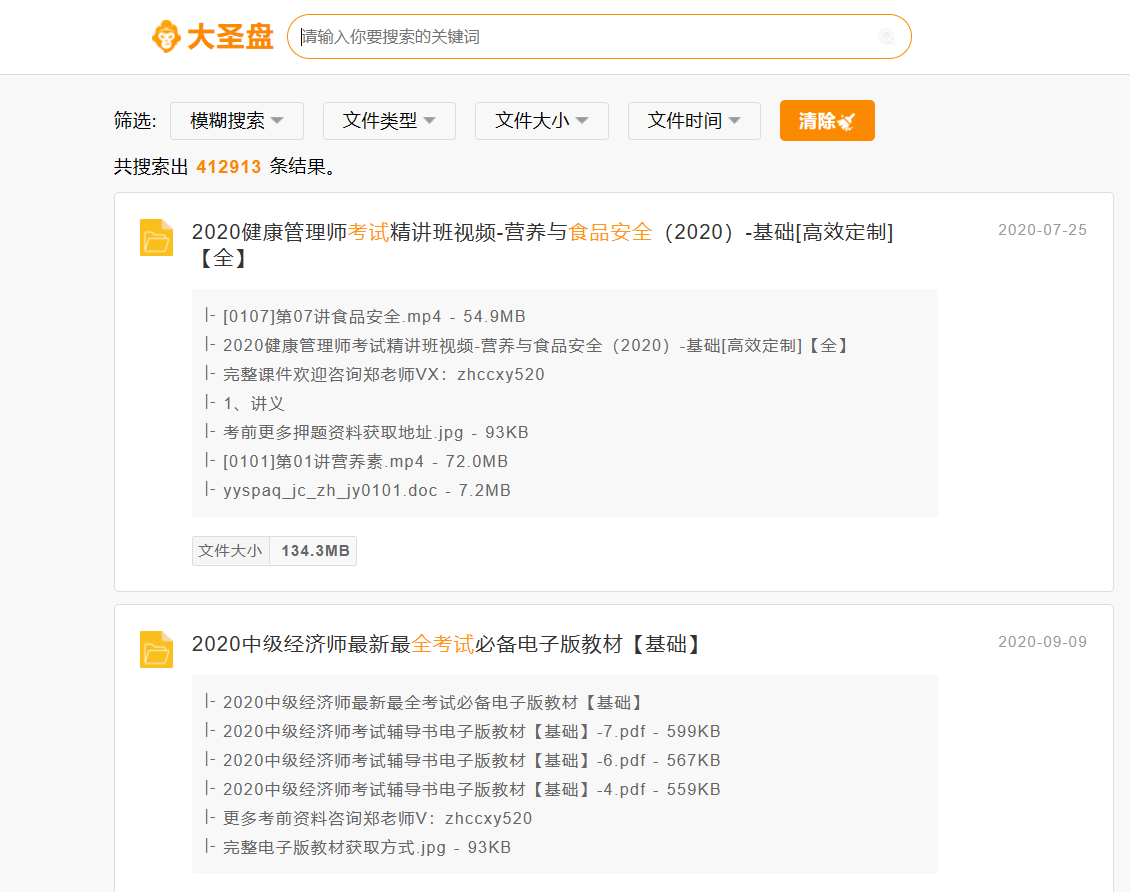 大圣盘
请输入你要搜索的关键词
筛选: 模糊搜索 文件类型 文件大小 文件时间 清除
共搜索出 412913 条结果。
2020健康管理师考试精讲班视频-营养与食品安全（2020）-基础[高效定制] 2020-07-25
【全】
|- [0107]第07讲食品安全.mp4 - 54.9MB
|- 2020健康管理师考试精讲班视频-营养与食品安全（2020）-基础[高效定制]【全】
|- 完整课件欢迎咨询郑老师VX：zhccxy520
|- 1、讲义
|- 考前更多押题资料获取地址.jpg - 93KB
|- [0101]第01讲营养素.mp4 - 72.0MB
|- yyspaq_jc_zh_jy0101.doc - 7.2MB
文件大小 134.3MB
2020中级经济师最新最全考试必备电子版教材【基础】 2020-09-09
|- 2020中级经济师最新最全考试必备电子版教材【基础】
|- 2020中级经济师考试辅导书电子版教材【基础】-7.pdf - 599KB
|- 2020中级经济师考试辅导书电子版教材【基础】-6.pdf - 567KB
|- 2020中级经济师考试辅导书电子版教材【基础】-4.pdf - 559KB
|- 更多考前资料咨询郑老师V：zhccxy520
|- 完整电子版教材获取方式.jpg - 93KB